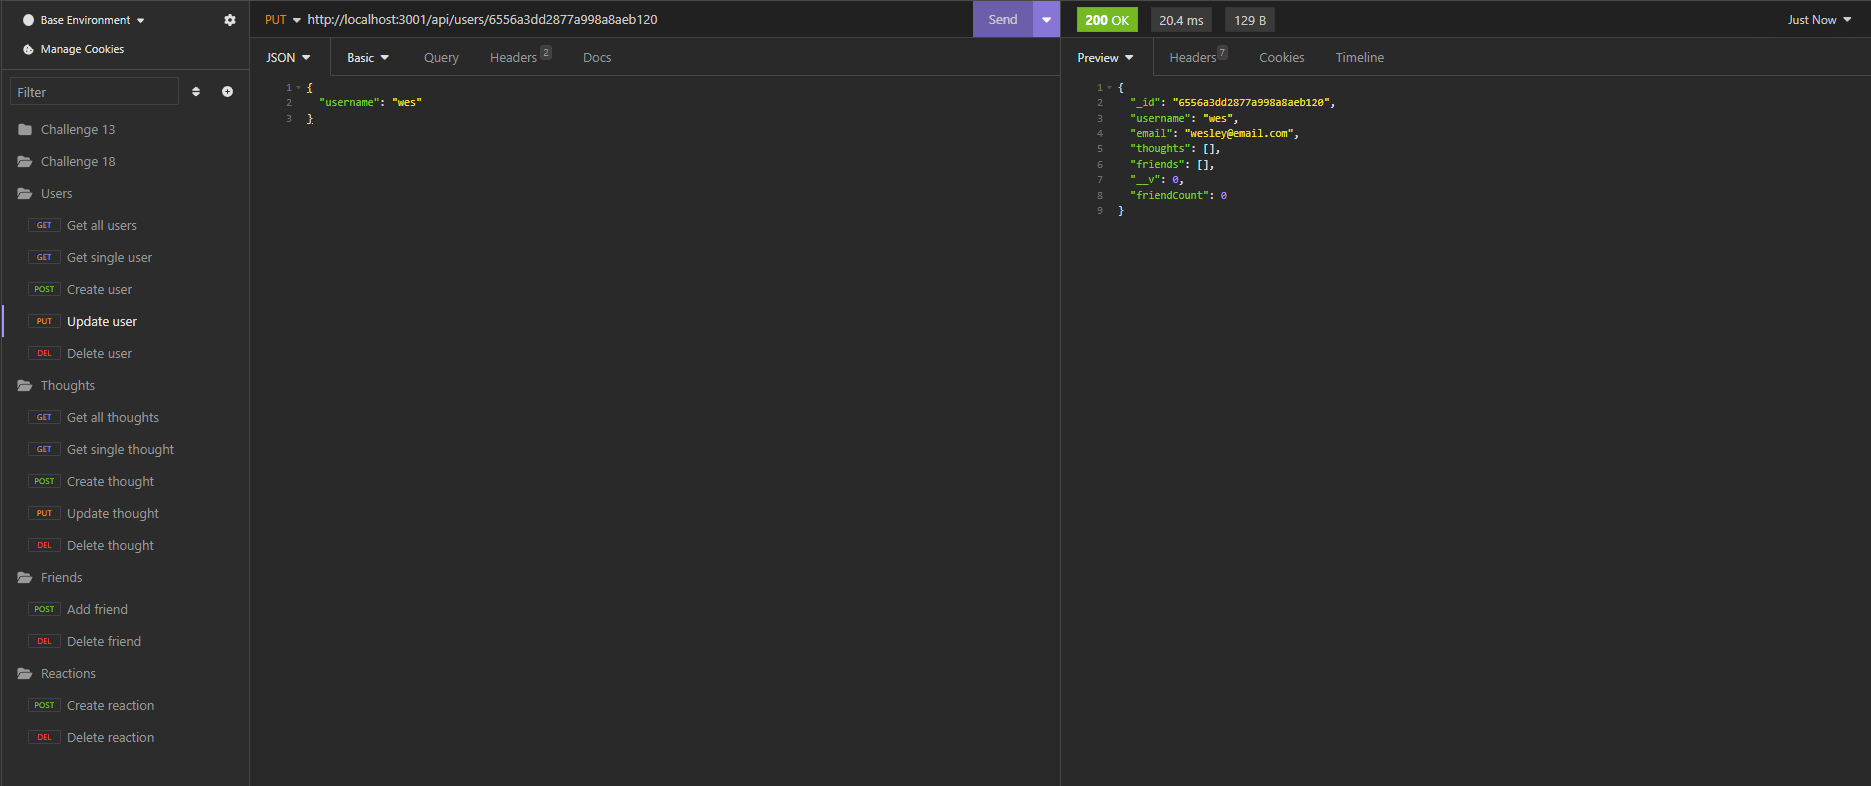 Base Environment
Manage Cookies
Filter
Challenge 13
Challenge 18
Users
GET Get all users
GET Get single user
POST Create user
PUT Update user
DEL Delete user
Thoughts
GET Get all thoughts
GET Get single thought
POST Create thought
PUT Update thought
DEL Delete thought
Friends
POST Add friend
DEL Delete friend
Reactions
POST Create reaction
DEL Delete reaction
PUT http://localhost:3001/api/users/6556a3dd2877a998a8aeb120 Send
JSON Basic Query Headers 2 Docs
1 {
2 "username": "wes"
3 }
200 OK 20.4 ms 129 B Just Now
Preview Headers 7 Cookies Timeline
1 {
2 "_id": "6556a3dd2877a998a8aeb120",
3 "username": "wes",
4 "email": "wesley@email.com",
5 "thoughts": [],
6 "friends": [],
7 "__v": 0,
8 "friendCount": 0
9 }